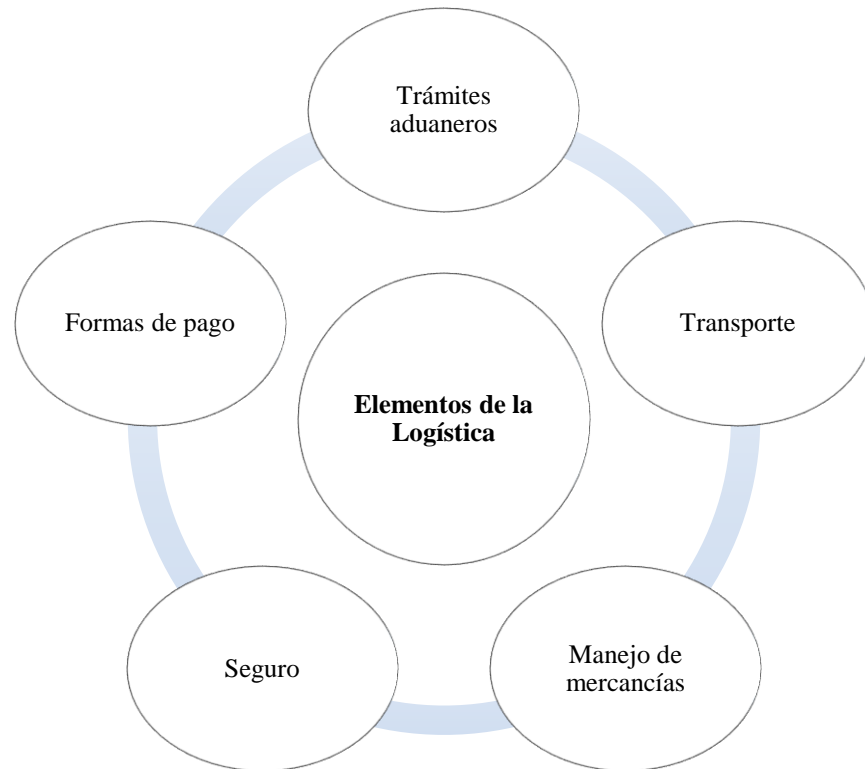 Trámites
aduaneros
Formas de pago
Transporte
Elementos de la
Logística
Seguro
Manejo de
mercancías